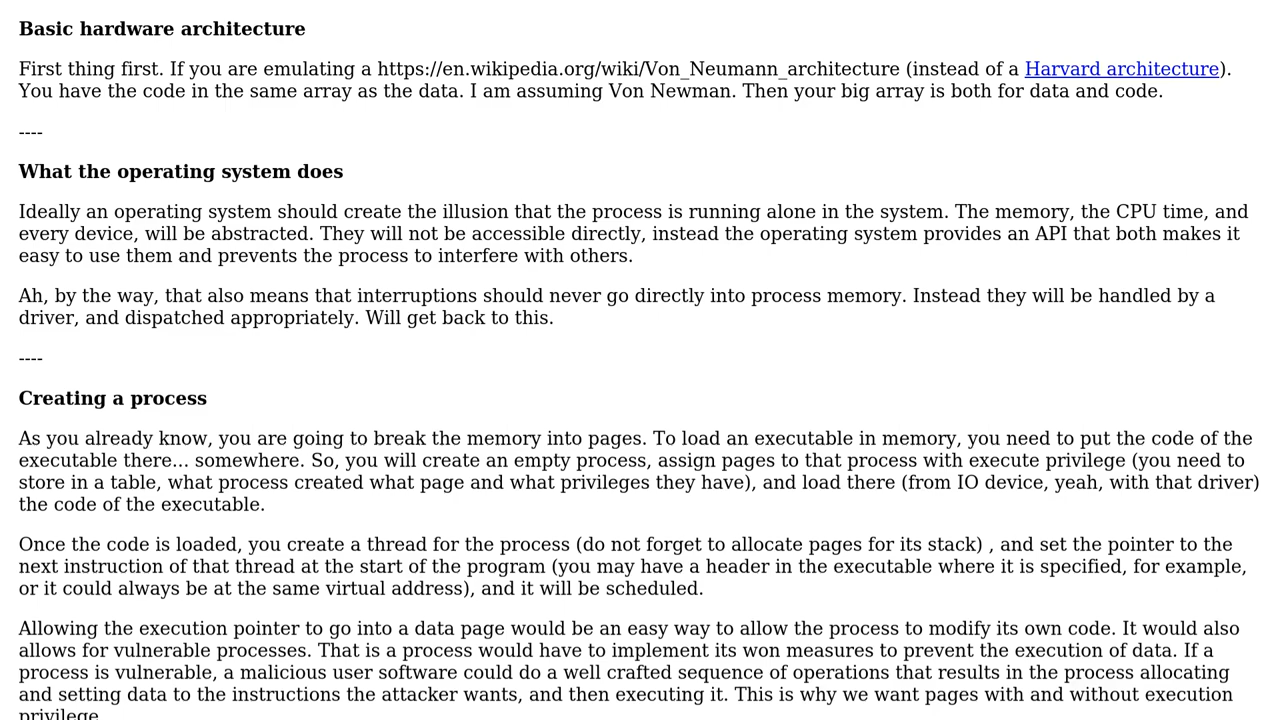 Basic hardware architecture
First thing first. If you are emulating a https://en.wikipedia.org/wiki/Von_Neumann_architecture (instead of a Harvard architecture).
You have the code in the same array as the data. I am assuming Von Newman. Then your big array is both for data and code.
----
What the operating system does
Ideally an operating system should create the illusion that the process is running alone in the system. The memory, the CPU time, and
every device, will be abstracted. They will not be accessible directly, instead the operating system provides an API that both makes it
easy to use them and prevents the process to interfere with others.
Ah, by the way, that also means that interruptions should never go directly into process memory. Instead they will be handled by a
driver, and dispatched appropriately. Will get back to this.
----
Creating a process
As you already know, you are going to break the memory into pages. To load an executable in memory, you need to put the code of the
executable there... somewhere. So, you will create an empty process, assign pages to that process with execute privilege (you need to
store in a table, what process created what page and what privileges they have), and load there (from IO device, yeah, with that driver)
the code of the executable.
Once the code is loaded, you create a thread for the process (do not forget to allocate pages for its stack) , and set the pointer to the
next instruction of that thread at the start of the program (you may have a header in the executable where it is specified, for example,
or it could always be at the same virtual address), and it will be scheduled.
Allowing the execution pointer to go into a data page would be an easy way to allow the process to modify its own code. It would also
allows for vulnerable processes. That is a process would have to implement its won measures to prevent the execution of data. If a
process is vulnerable, a malicious user software could do a well crafted sequence of operations that results in the process allocating
and setting data to the instructions the attacker wants, and then executing it. This is why we want pages with and without execution
privilege